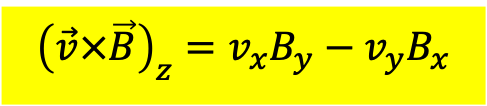 (v⃗×B⃗)_z = v_xB_y − v_yB_x